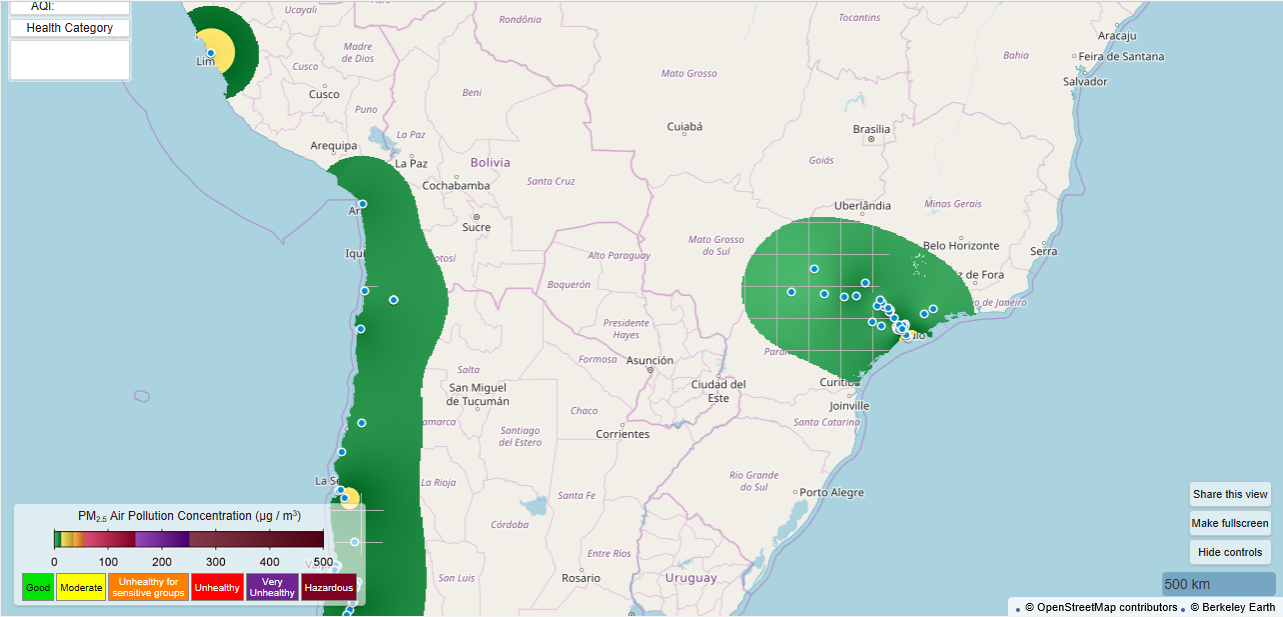 AQI:
Health Category
Ucayali
Rondônia
Tocantins
Aracaju
Feira de Santana
Bahia
Salvador
Madre
de Dios
Lim
Cusco
Cusco
Mato Grosso
Beni
Puno
Cuiabá
Brasília
Arequipa
La Paz
La Paz
Bolivia
Goiás
Cochabamba
Santa Cruz
Ar
Uberlândia
Minas Gerais
Sucre
Iqu
Mato Grosso
do Sul
Belo Horizonte
Serra
otosi
Alto Paraguay
z de Fora
Boquerón
o de Janeiro
Presidente
Hayes
lo
Paran
Formosa
Asunción
Salta
Ciudad del
Este
Curitiba
San Miguel
de Tucumán
Joinville
Chaco
amarca
Santa Catarina
Santiago
del Estero
Corrientes
La Se
La Rioja
Rio Grande
do Sul
Santa Fe
Porto Alegre
Córdoba
Entre Ríos
San Luis
Rosario
Uruguay
PM2.5 Air Pollution Concentration (μg / m³)
0 100 200 300 400 500
Good
Moderate
Unhealthy for
sensitive groups
Unhealthy
Very
Unhealthy
Hazardous
Share this view
Make fullscreen
Hide controls
500 km
© OpenStreetMap contributors
© Berkeley Earth